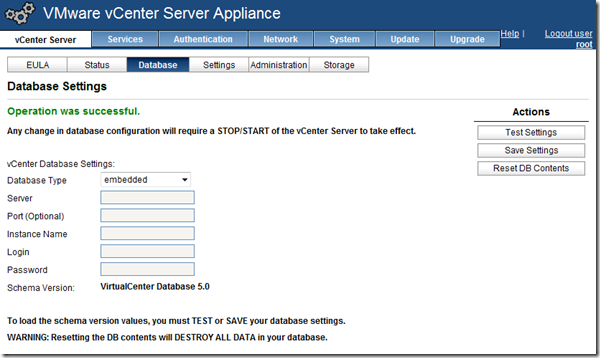 VMware vCenter Server Appliance
Help | Logout user root
vCenter Server Services Authentication Network System Update Upgrade
EULA Status Database Settings Administration Storage
Database Settings
Operation was successful.
Any change in database configuration will require a STOP/START of the vCenter Server to take effect.
Actions
Test Settings
Save Settings
Reset DB Contents
vCenter Database Settings:
Database Type embedded
Server
Port (Optional)
Instance Name
Login
Password
Schema Version: VirtualCenter Database 5.0
To load the schema version values, you must TEST or SAVE your database settings.
WARNING: Resetting the DB contents will DESTROY ALL DATA in your database.